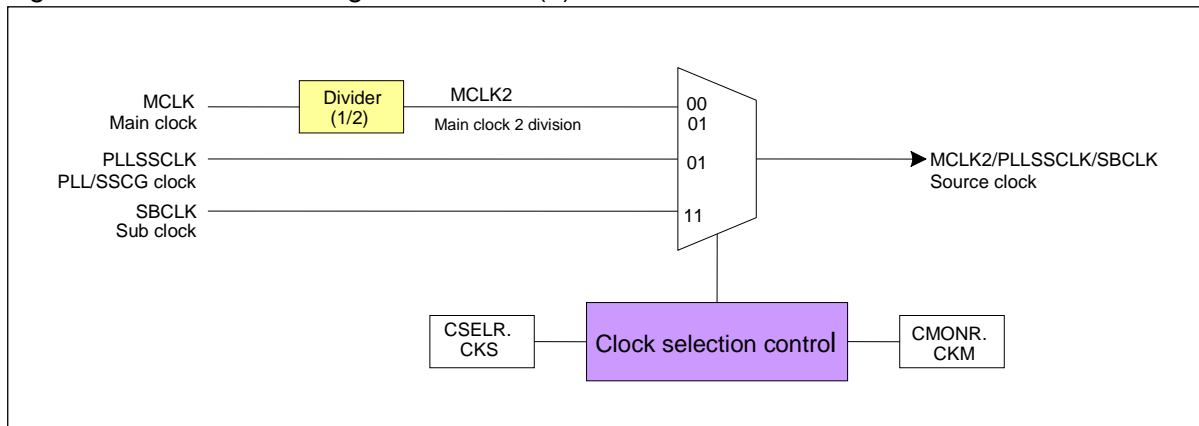 MCLK
Main clock
Divider
(1/2)
MCLK2
Main clock 2 division
00
01
PLLSSCLK
PLL/SSCG clock
01
MCLK2/PLLSSCLK/SBCLK
Source clock
SBCLK
Sub clock
11
CSELR.
CKS
Clock selection control
CMONR.
CKM